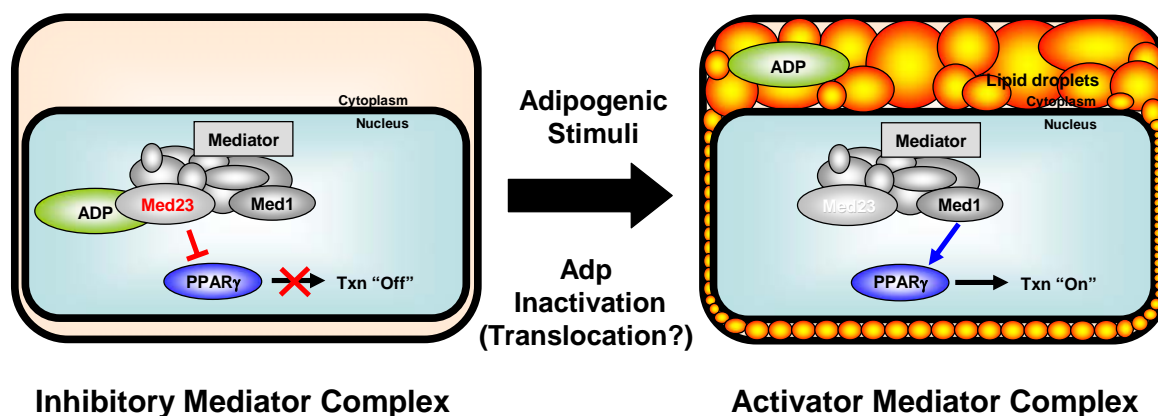 Cytoplasm
Nucleus
Mediator
ADP
Med23
Med1
PPARγ
Txn “Off”
Inhibitory Mediator Complex
Adipogenic
Stimuli
Adp
Inactivation
(Translocation?)
ADP
Lipid droplets
Cytoplasm
Nucleus
Mediator
Med23
Med1
PPARγ
Txn “On”
Activator Mediator Complex